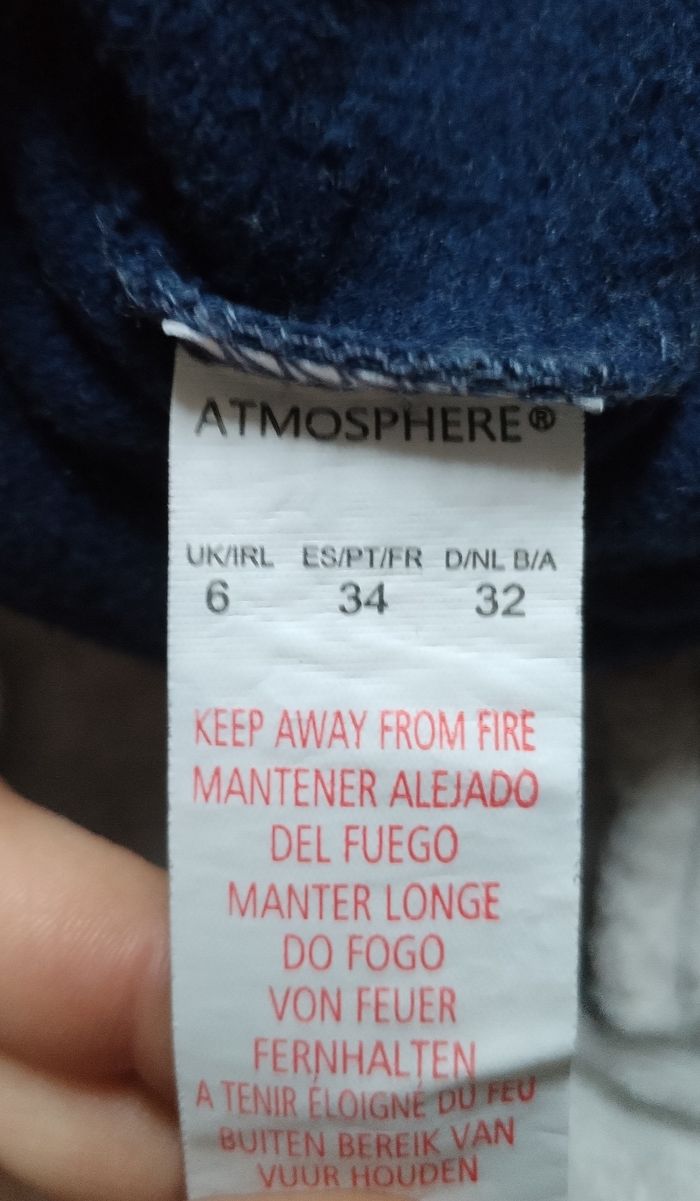 ATMOSPHERE®
UK/IRL ES/PT/FR D/NL B/A
6 34 32
KEEP AWAY FROM FIRE
MANTENER ALEJADO
DEL FUEGO
MANTER LONGE
DO FOGO
VON FEUER
FERNHALTEN
A TENIR ÉLOIGNÉ DU FEU
BUITEN BEREIK VAN
VUUR HOUDEN